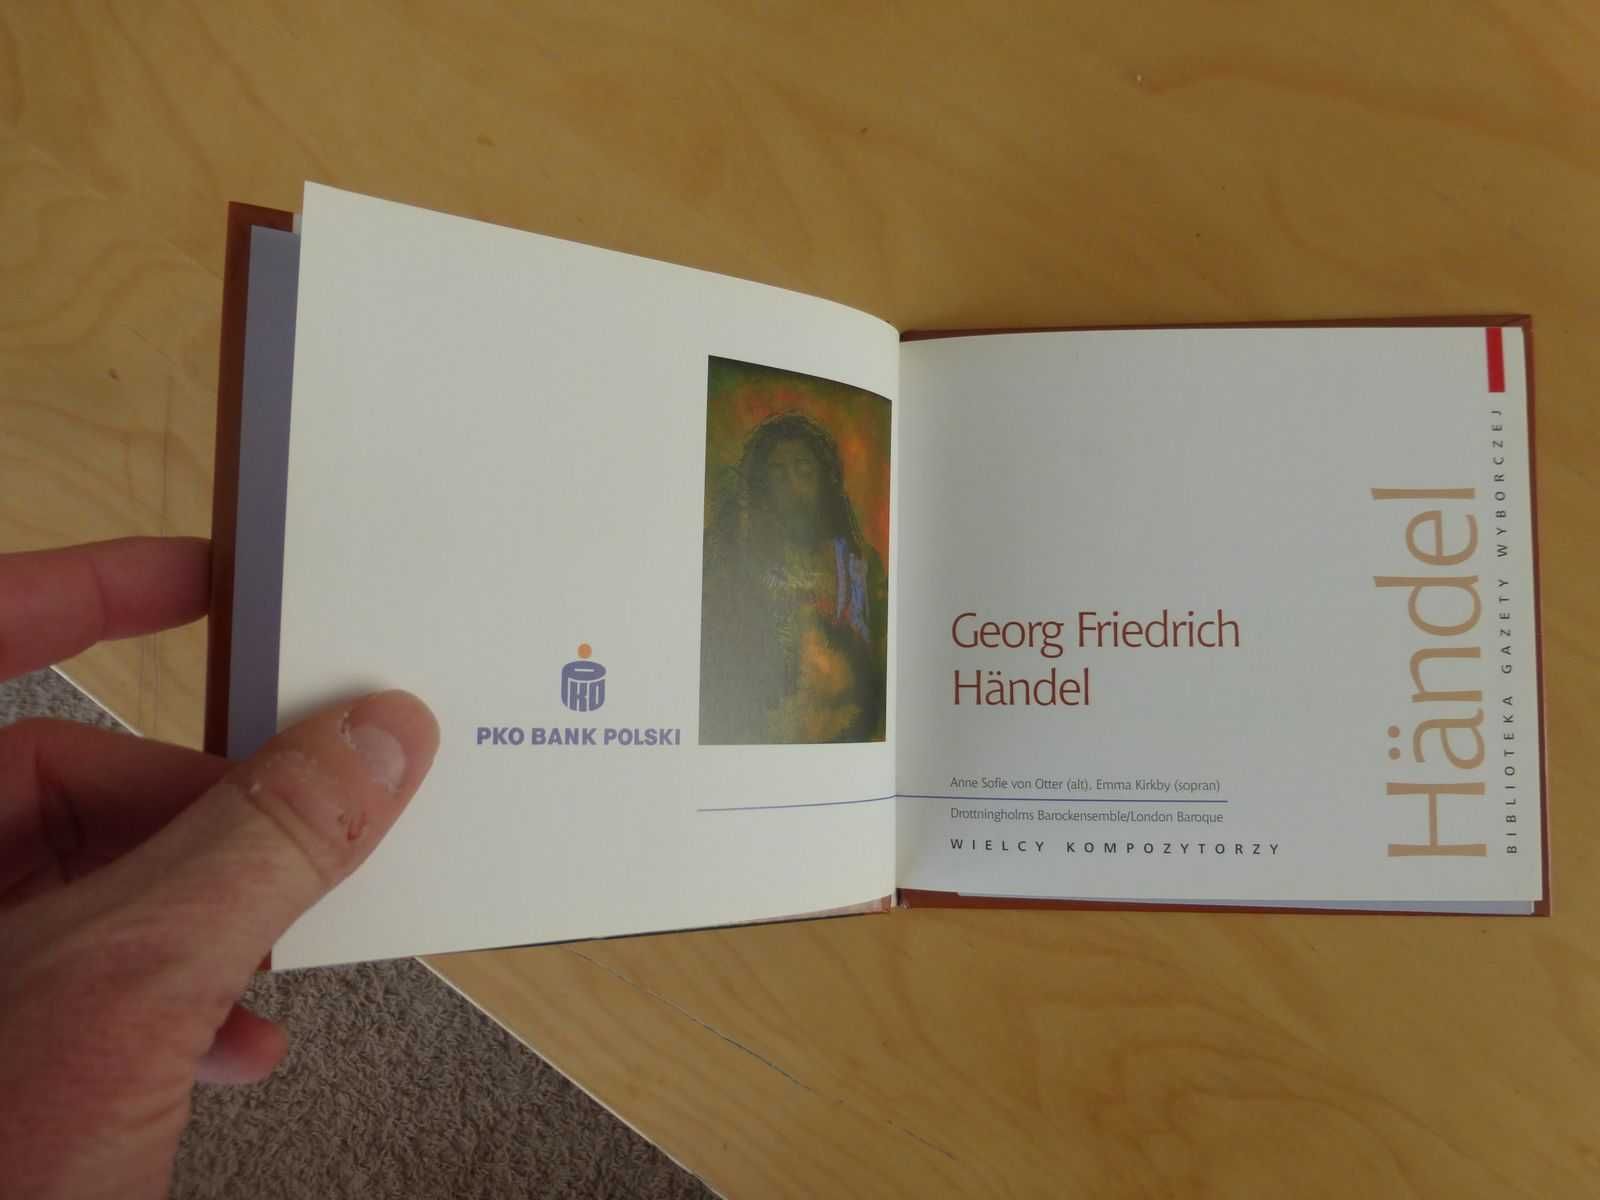 PKO
PKO BANK POLSKI
Georg Friedrich
Händel
Anne Sofie von Otter (alt), Emma Kirkby (sopran)
Drottningholms Barockensemble/London Baroque
WIELCY KOMPOZYTORZY
Händel
BIBLIOTEKA GAZETY WYBORCZEJ